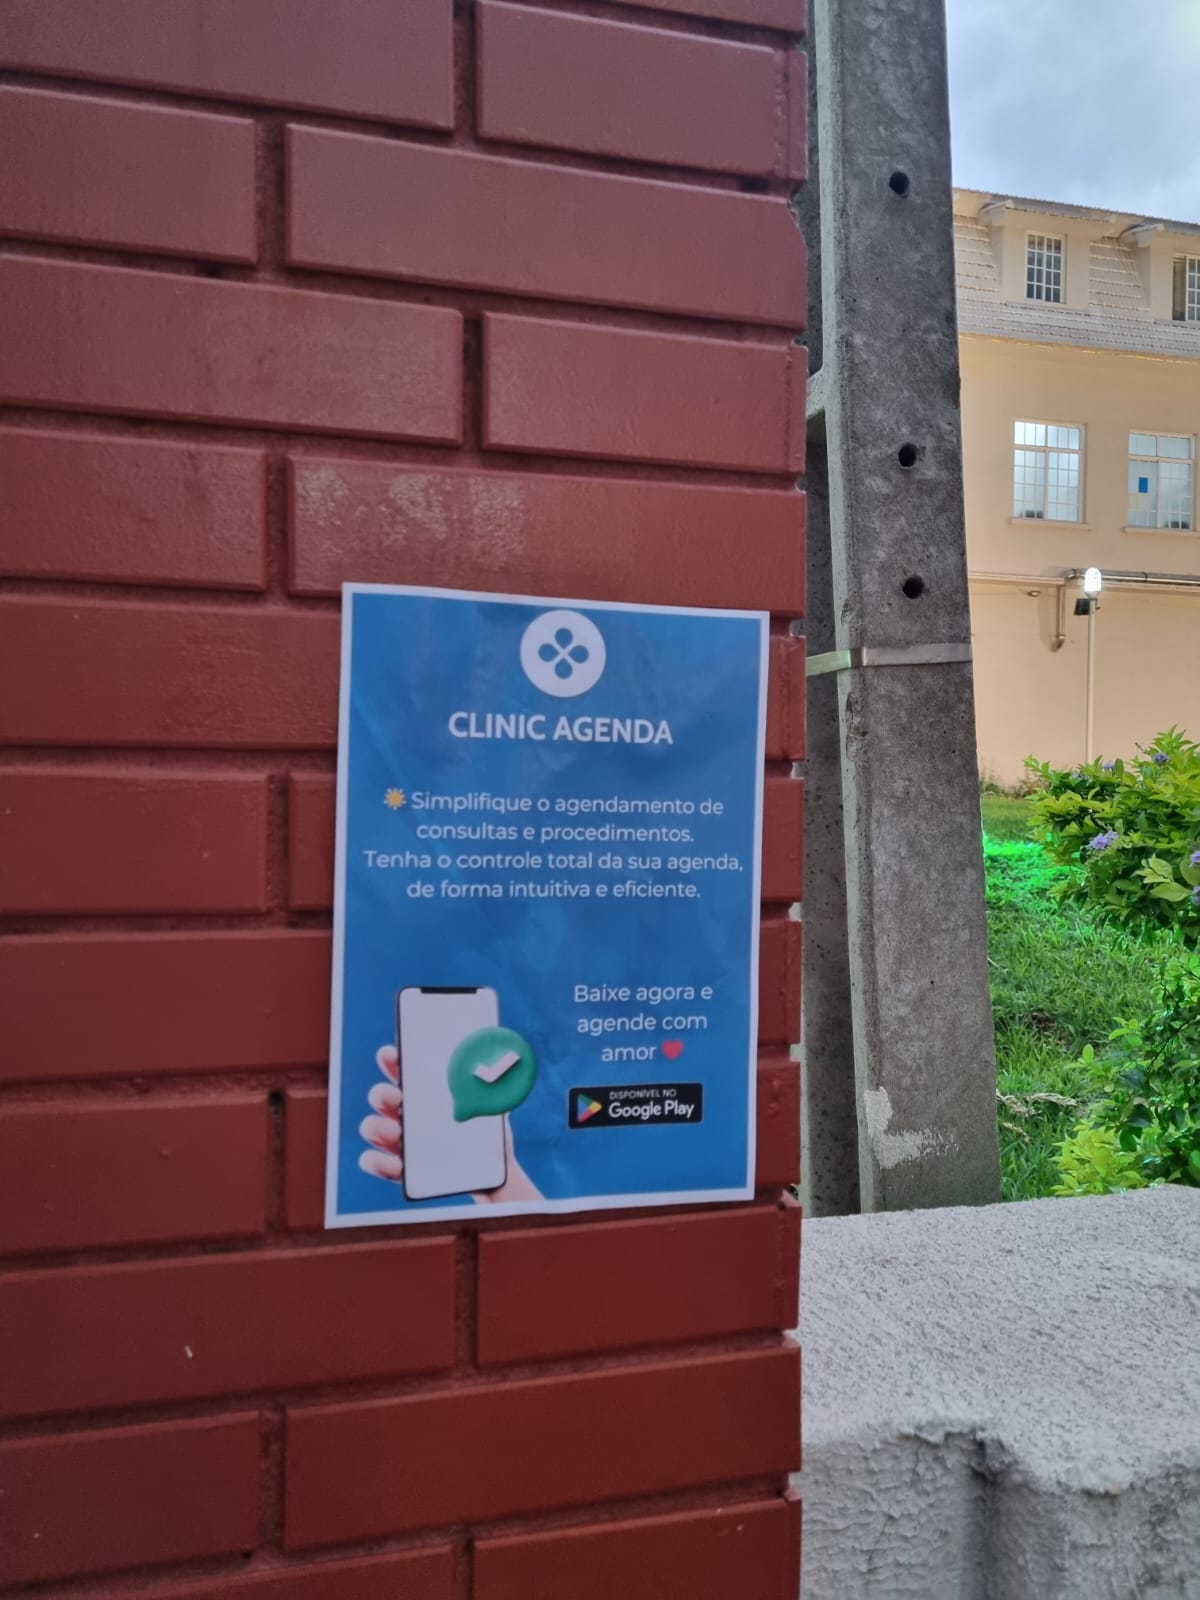 CLINIC AGENDA
Simplifique o agendamento de
consultas e procedimentos.
Tenha o controle total da sua agenda,
de forma intuitiva e eficiente.
Baixe agora e
agende com
amor ❤
DISPONÍVEL NO
Google Play